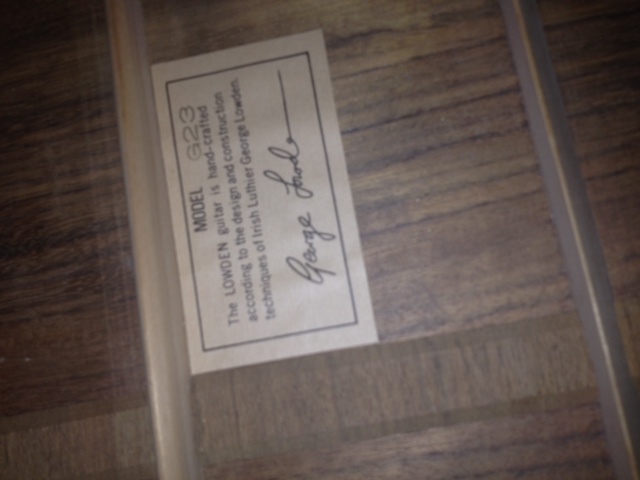 MODEL G23
The LOWDEN guitar is hand-crafted
according to the design and construction
techniques of Irish Luthier George Lowden.
George Lowden